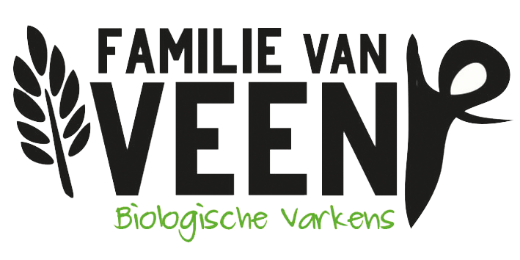 FAMILIE VAN
VEEN
Biologische Varkens